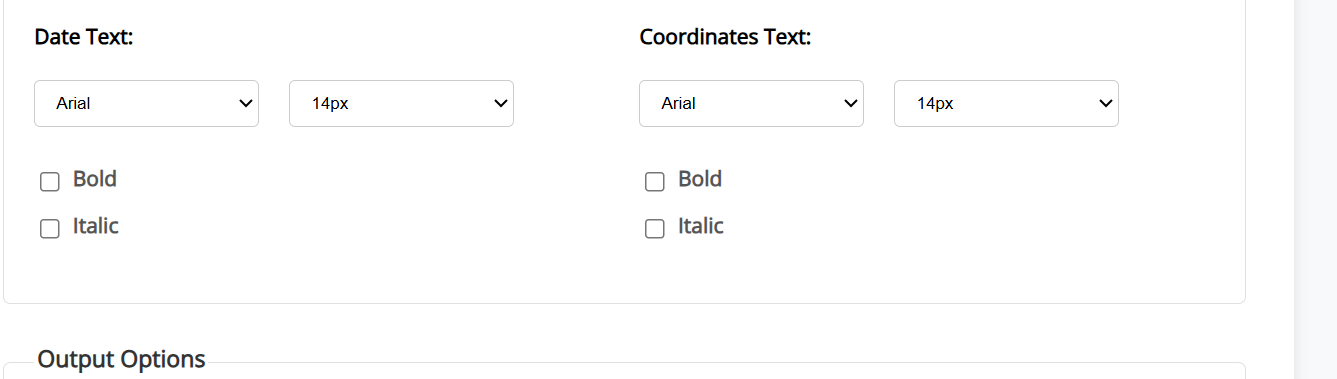 Date Text:
Coordinates Text:
Arial
14px
Arial
14px
Bold
Bold
Italic
Italic
Output Options